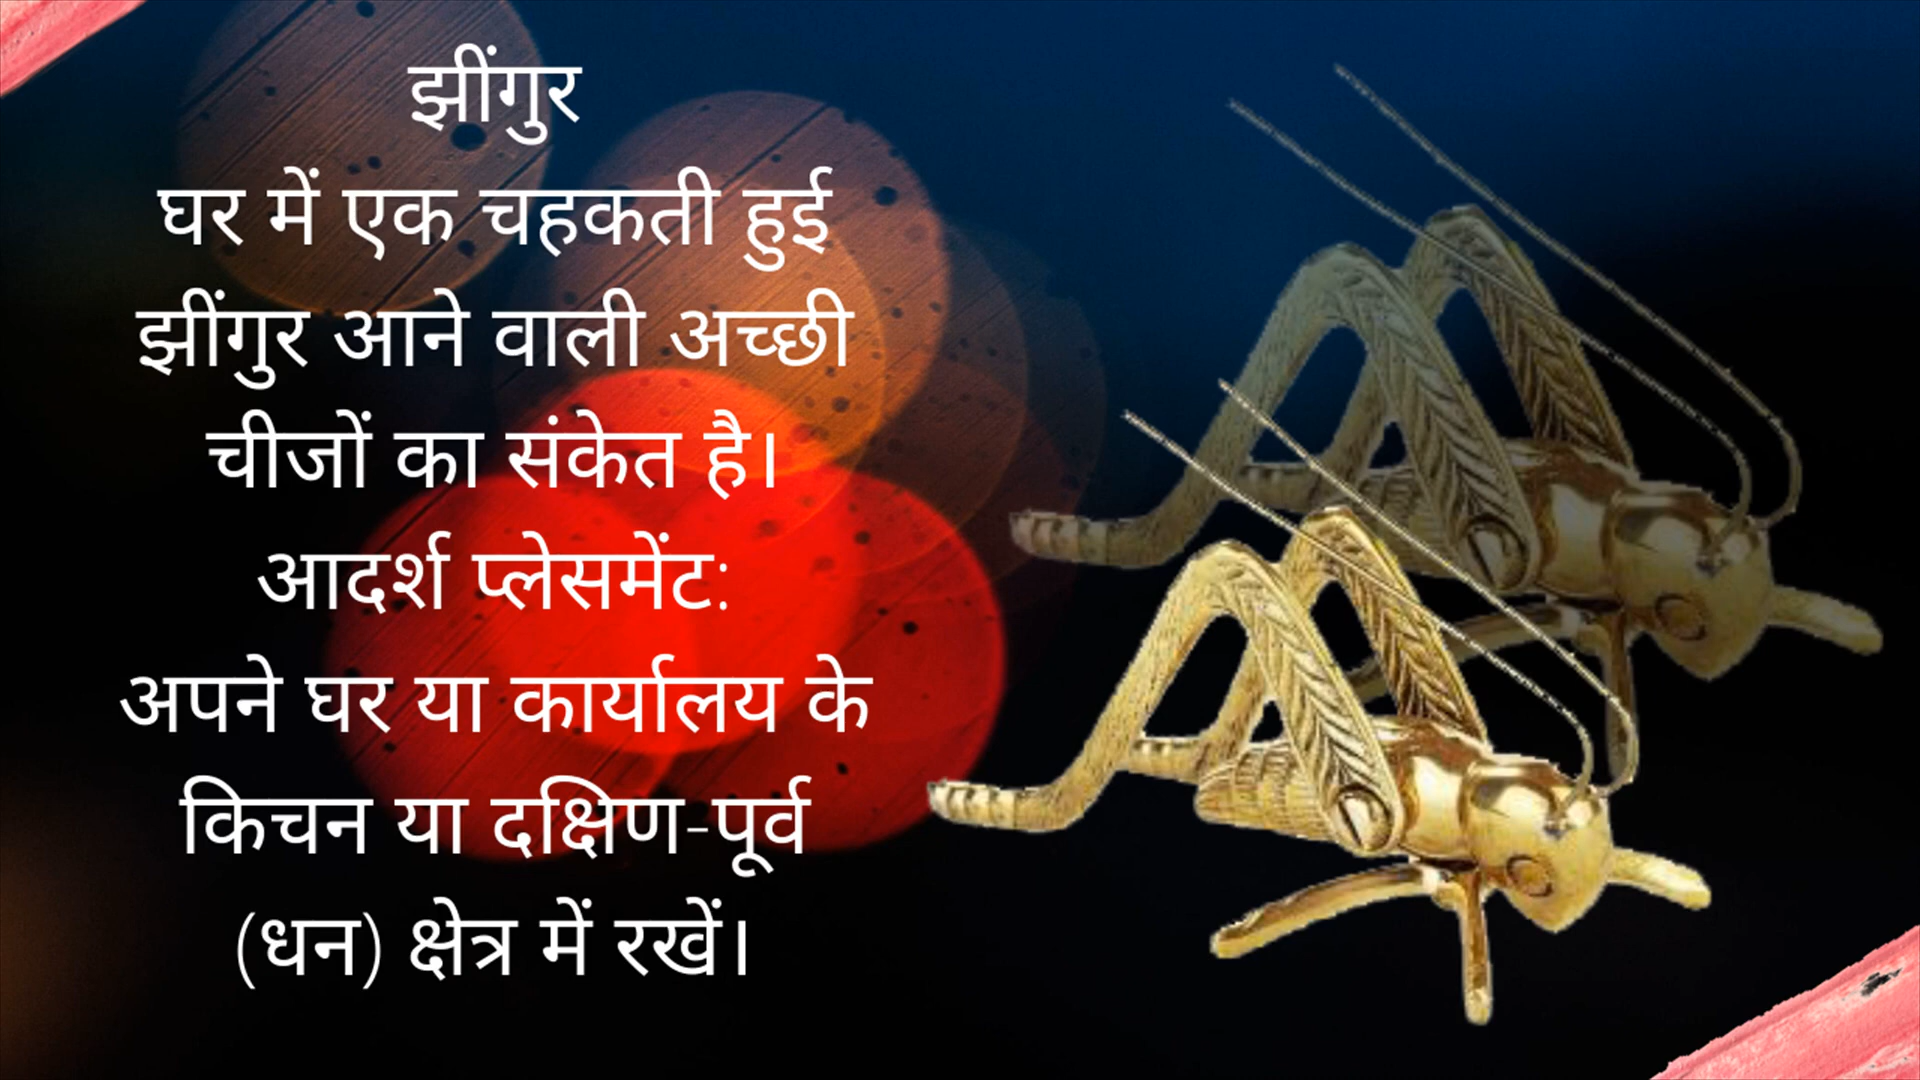 झींगुर
घर में एक चहकती हुई
झींगुर आने वाली अच्छी
चीजों का संकेत है।
आदर्श प्लेसमेंट:
अपने घर या कार्यालय के
किचन या दक्षिण-पूर्व
(धन) क्षेत्र में रखें।